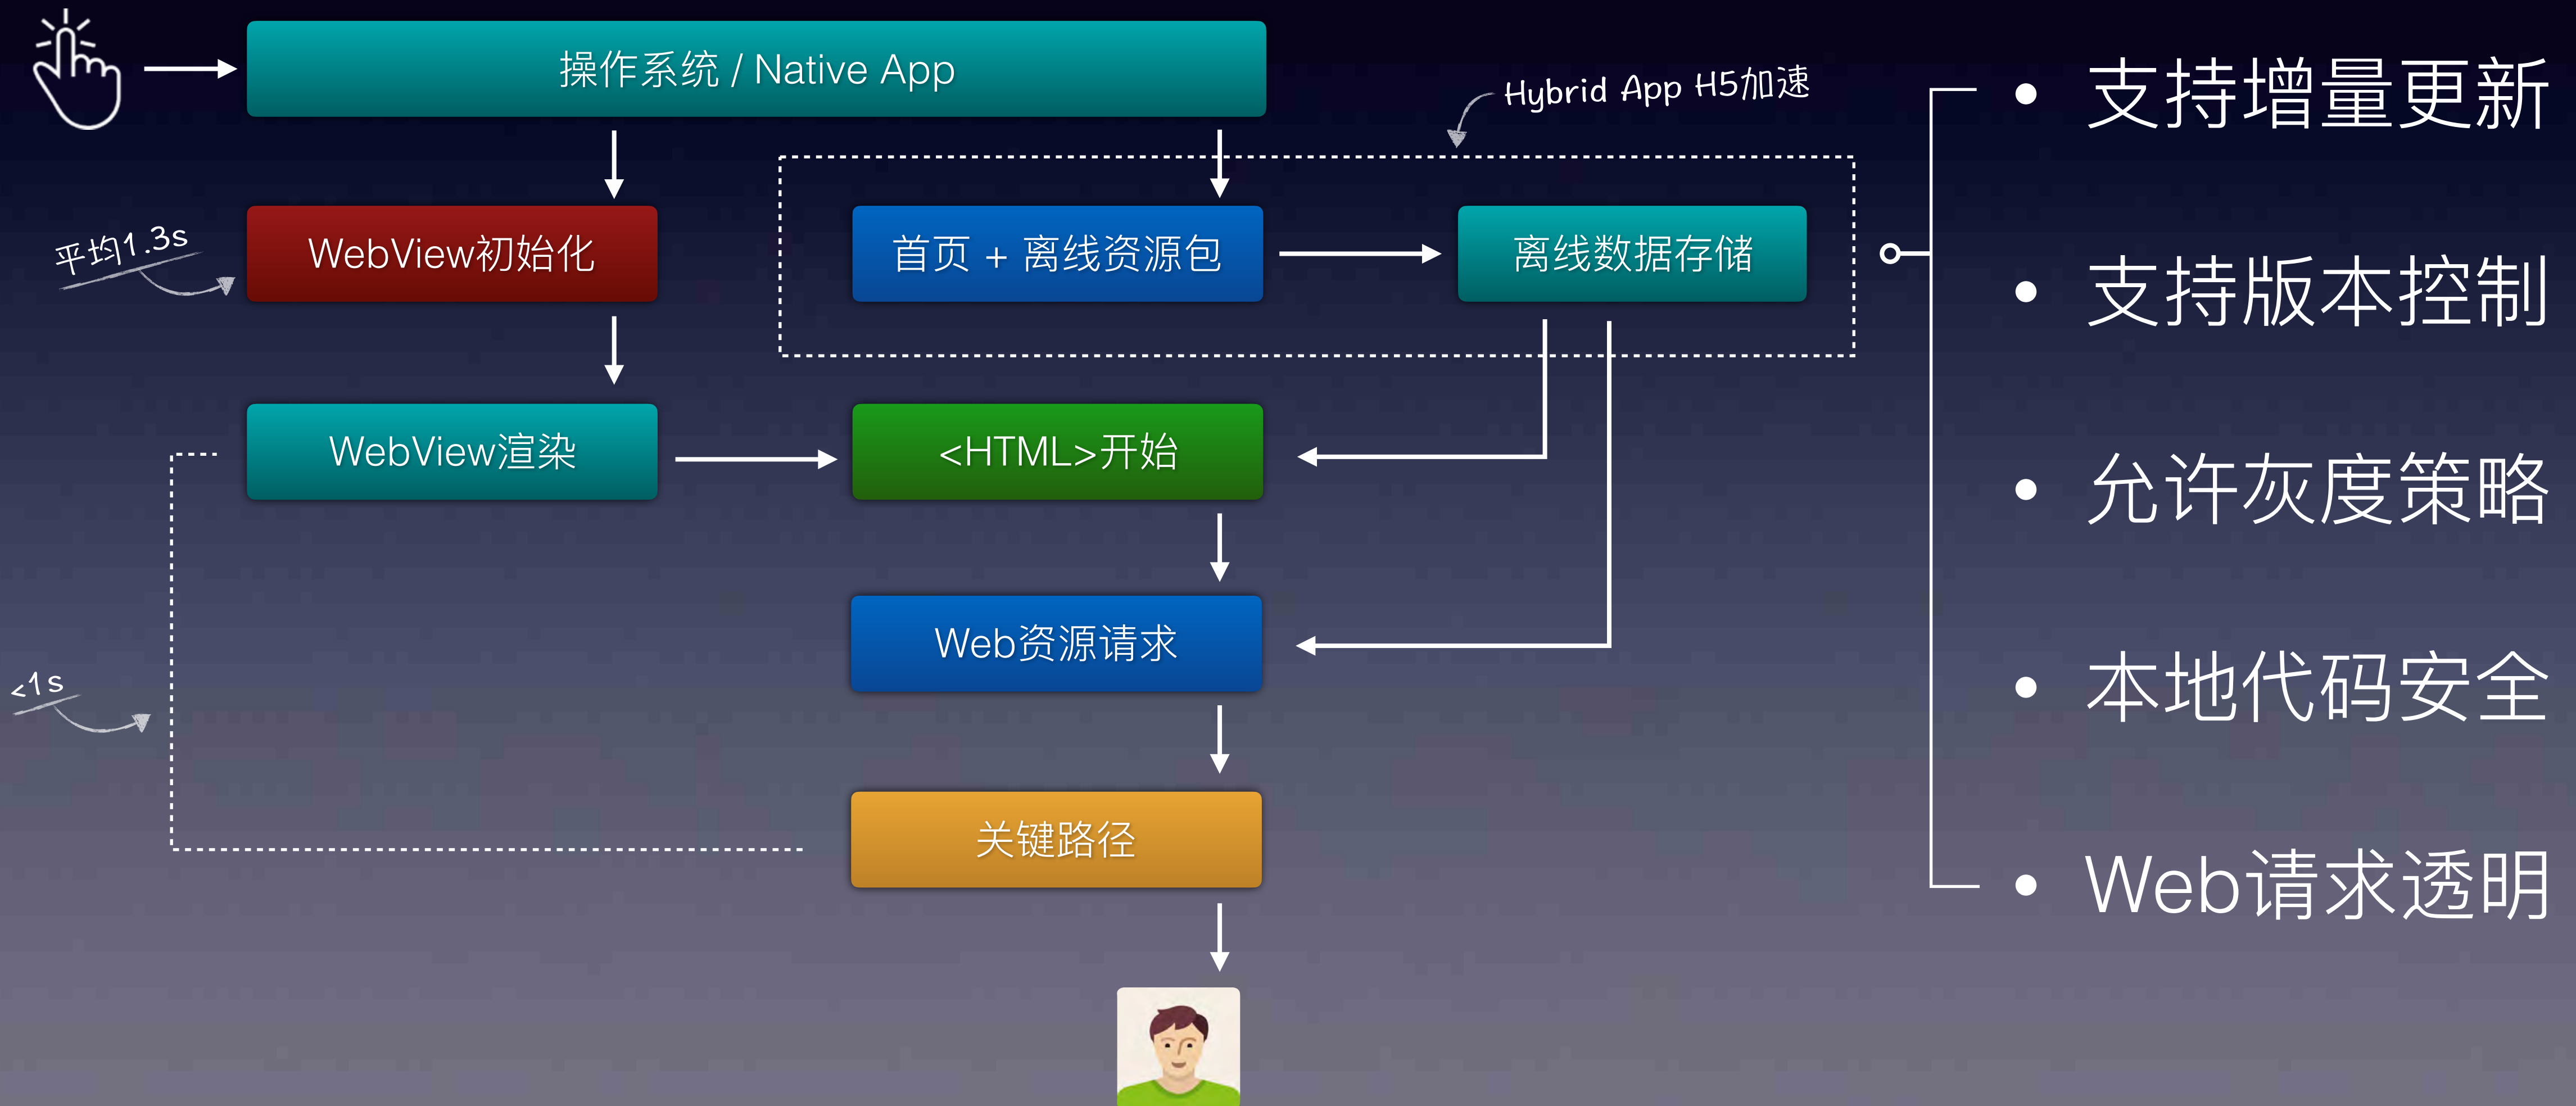 操作系统 / Native App
Hybrid App H5加速
平均1.3s
WebView初始化
首页 + 离线资源包
离线数据存储
WebView渲染
<HTML>开始
Web资源请求
<1s
关键路径
• 支持增量更新
• 支持版本控制
• 允许灰度策略
• 本地代码安全
• Web请求透明